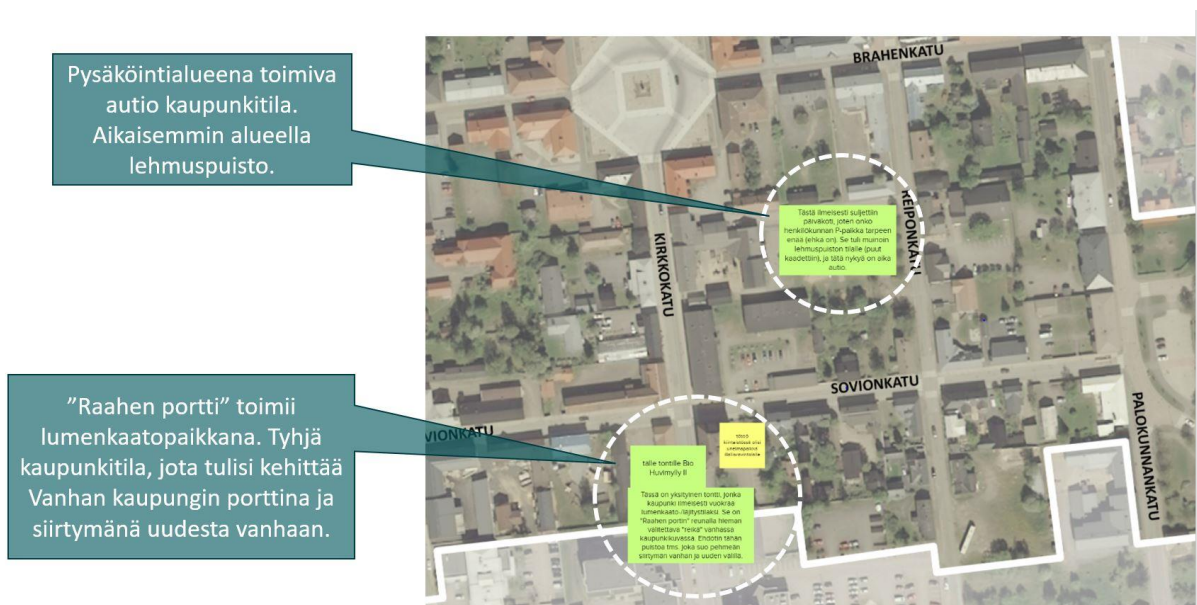 Pysäköintialueena toimiva
autio kaupunkitila.
Aikaisemmin alueella
lehmuspuisto.
BRAHENKATU
REIPONKATU
KIRKKOKATU
Tästä ilmeisesti suljettiin
päiväkoti, joten onko
henkilökunnan P-paikka tarpeen
enää (ehkä on). Se tuli muinoin
lehmuspuiston tilalle (puut
kaadettiin), ja tätä nykyä on aika
autio.
SOVIONKATU
PALOKUNNANKATU
"Raahen portti" toimii
lumenkaatopaikkana. Tyhjä
kaupunkitila, jota tulisi kehittää
Vanhan kaupungin porttina ja
siirtymänä uudesta vanhaan.
VIONKATU
tälle tontille Bio
Huvimylly II
Tässä on yksityinen tontti, jonka
kaupunki ilmeisesti vuokraa
lumenkaato-/läjitystilaksi. Se on
"Raahen portin" reunalla hieman
valitettava "reikä" vanhassa
kaupunkikuvassa. Ehdotin tähän
puistoa tms. joka suo pehmeän
siirtymän vanhan ja uuden välillä.